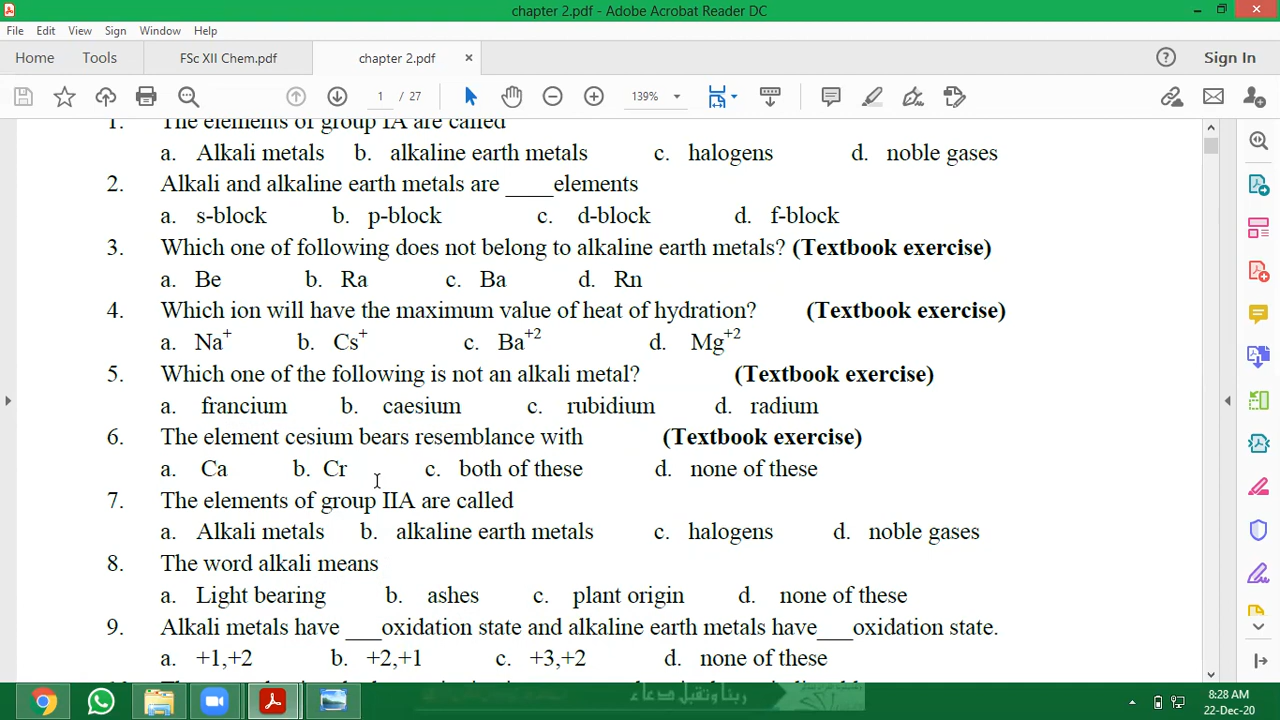 chapter 2.pdf - Adobe Acrobat Reader DC
File Edit View Sign Window Help
Home Tools FSc XII Chem.pdf chapter 2.pdf × Sign In
1 / 27 139%
1. The elements of group IA are called
a. Alkali metals b. alkaline earth metals c. halogens d. noble gases
2. Alkali and alkaline earth metals are ____elements
a. s-block b. p-block c. d-block d. f-block
3. Which one of following does not belong to alkaline earth metals? (Textbook exercise)
a. Be b. Ra c. Ba d. Rn
4. Which ion will have the maximum value of heat of hydration? (Textbook exercise)
a. Na⁺ b. Cs⁺ c. Ba⁺² d. Mg⁺²
5. Which one of the following is not an alkali metal? (Textbook exercise)
a. francium b. caesium c. rubidium d. radium
6. The element cesium bears resemblance with (Textbook exercise)
a. Ca b. Cr c. both of these d. none of these
7. The elements of group IIA are called
a. Alkali metals b. alkaline earth metals c. halogens d. noble gases
8. The word alkali means
a. Light bearing b. ashes c. plant origin d. none of these
9. Alkali metals have ___oxidation state and alkaline earth metals have___oxidation state.
a. +1,+2 b. +2,+1 c. +3,+2 d. none of these
ربنا وتقبل دعاء
8:28 AM
22-Dec-20